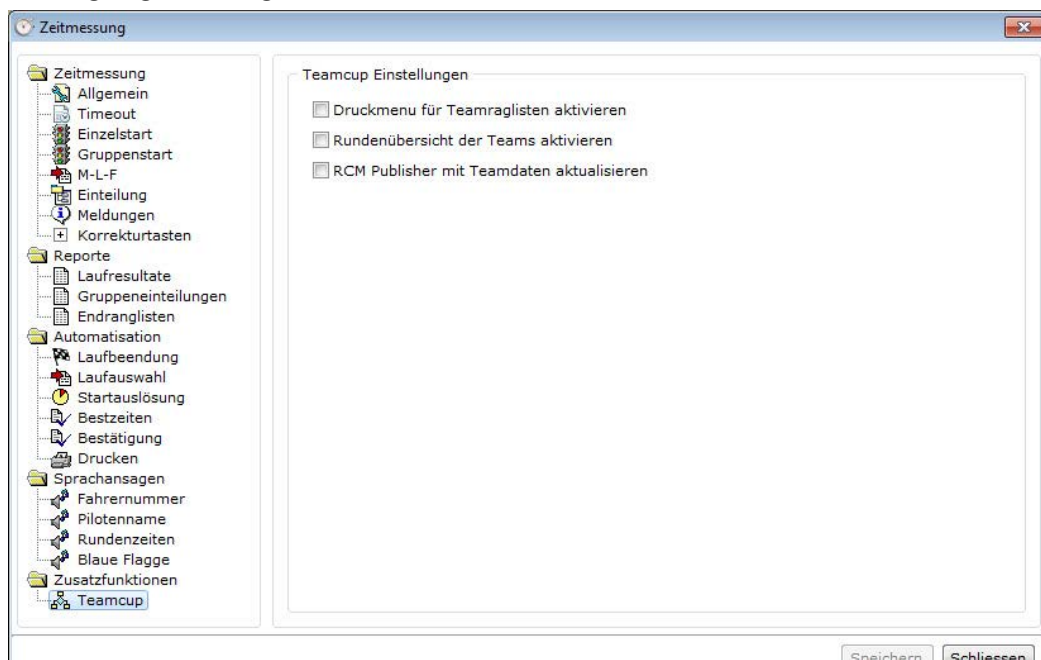 Zeitmessung
Zeitmessung
Allgemein
Timeout
Einzelstart
Gruppenstart
M-L-F
Einteilung
Meldungen
Korrekturtasten
Reporte
Laufresultate
Gruppeneinteilungen
Endranglisten
Automatisation
Laufbeendung
Laufauswahl
Startauslösung
Bestzeiten
Bestätigung
Drucken
Sprachansagen
Fahrernummer
Pilotenname
Rundenzeiten
Blaue Flagge
Zusatzfunktionen
Teamcup
Teamcup Einstellungen
Druckmenu für Teamraglisten aktivieren
Rundenübersicht der Teams aktivieren
RCM Publisher mit Teamdaten aktualisieren
Speichern
Schliessen